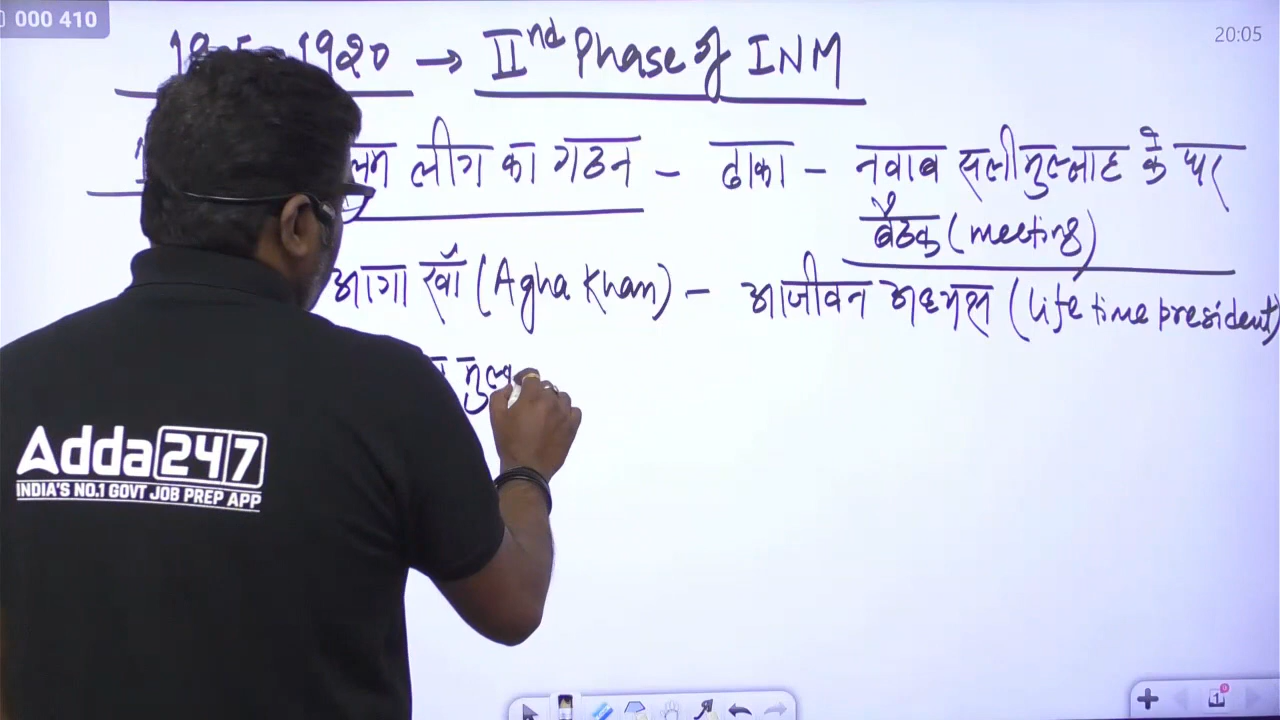 000 410
20:05
1920 → IInd Phase of INM
लीग का गठन - ढाका - नवाब सलीमुल्लाह के घर
बैठक (meeting)
आगा खाँ (Agha Khan) - आजीवन अध्यक्ष (Life time president)
Adda247
INDIA'S NO.1 GOVT JOB PREP APP
1